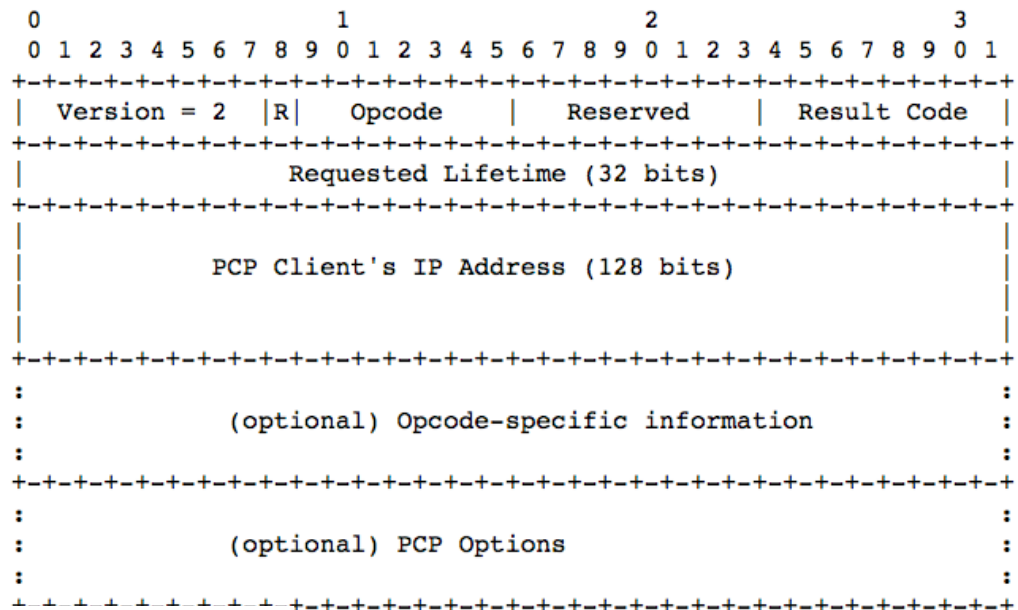 0                   1                   2                   3
 0 1 2 3 4 5 6 7 8 9 0 1 2 3 4 5 6 7 8 9 0 1 2 3 4 5 6 7 8 9 0 1
+-+-+-+-+-+-+-+-+-+-+-+-+-+-+-+-+-+-+-+-+-+-+-+-+-+-+-+-+-+-+-+-+
|  Version = 2  |R|   Opcode    |   Reserved    |  Result Code  |
+-+-+-+-+-+-+-+-+-+-+-+-+-+-+-+-+-+-+-+-+-+-+-+-+-+-+-+-+-+-+-+-+
|                 Requested Lifetime (32 bits)                  |
+-+-+-+-+-+-+-+-+-+-+-+-+-+-+-+-+-+-+-+-+-+-+-+-+-+-+-+-+-+-+-+-+
|                                                               |
|            PCP Client's IP Address (128 bits)                 |
|                                                               |
|                                                               |
+-+-+-+-+-+-+-+-+-+-+-+-+-+-+-+-+-+-+-+-+-+-+-+-+-+-+-+-+-+-+-+-+
:                                                               :
:             (optional) Opcode-specific information            :
:                                                               :
+-+-+-+-+-+-+-+-+-+-+-+-+-+-+-+-+-+-+-+-+-+-+-+-+-+-+-+-+-+-+-+-+
:                                                               :
:             (optional) PCP Options                            :
:                                                               :
+-+-+-+-+-+-+-+-+-+-+-+-+-+-+-+-+-+-+-+-+-+-+-+-+-+-+-+-+-+-+-+-+